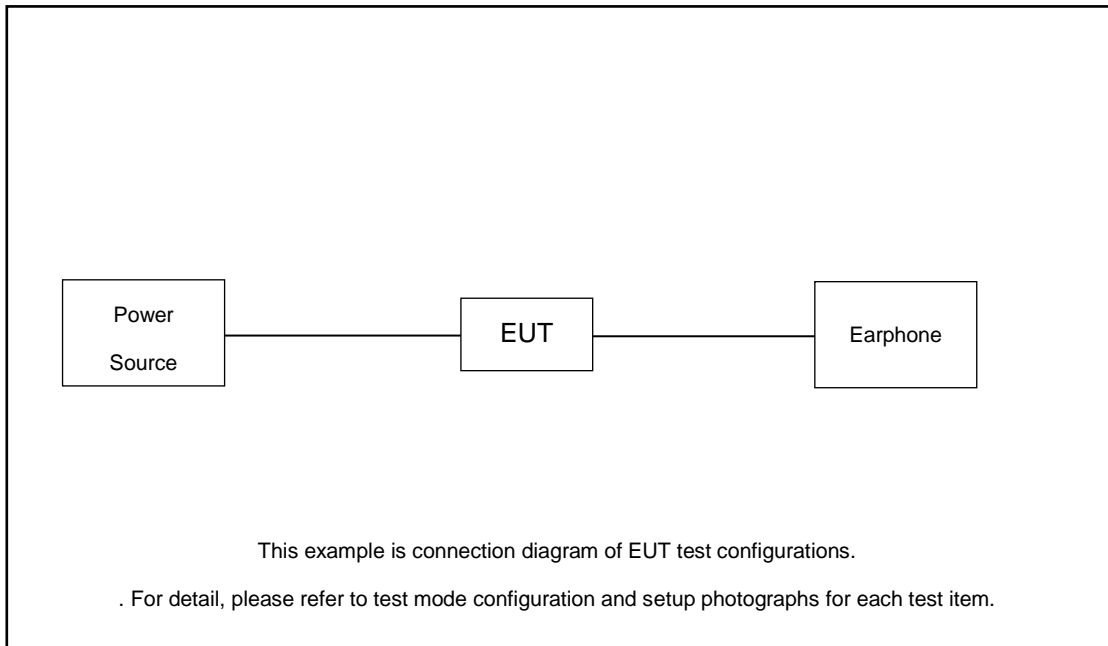 Power
Source
EUT
Earphone
This example is connection diagram of EUT test configurations.
. For detail, please refer to test mode configuration and setup photographs for each test item.